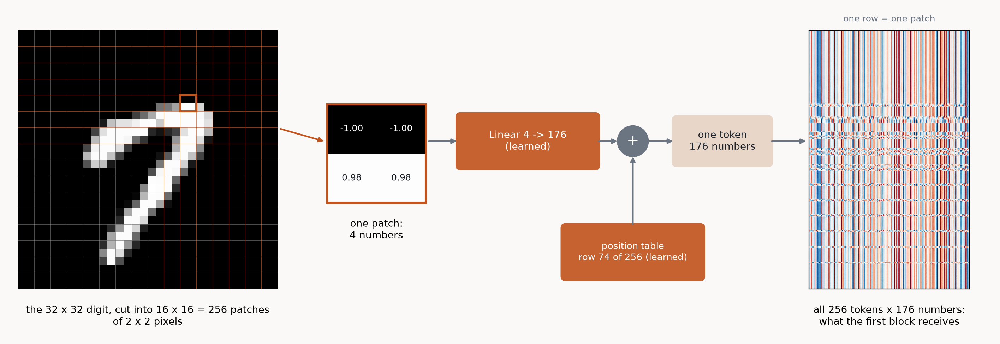 one row = one patch
-1.00 -1.00
0.98 0.98
Linear 4 -> 176
(learned)
+
one token
176 numbers
one patch:
4 numbers
position table
row 74 of 256 (learned)
the 32 x 32 digit, cut into 16 x 16 = 256 patches
of 2 x 2 pixels
all 256 tokens x 176 numbers:
what the first block receives